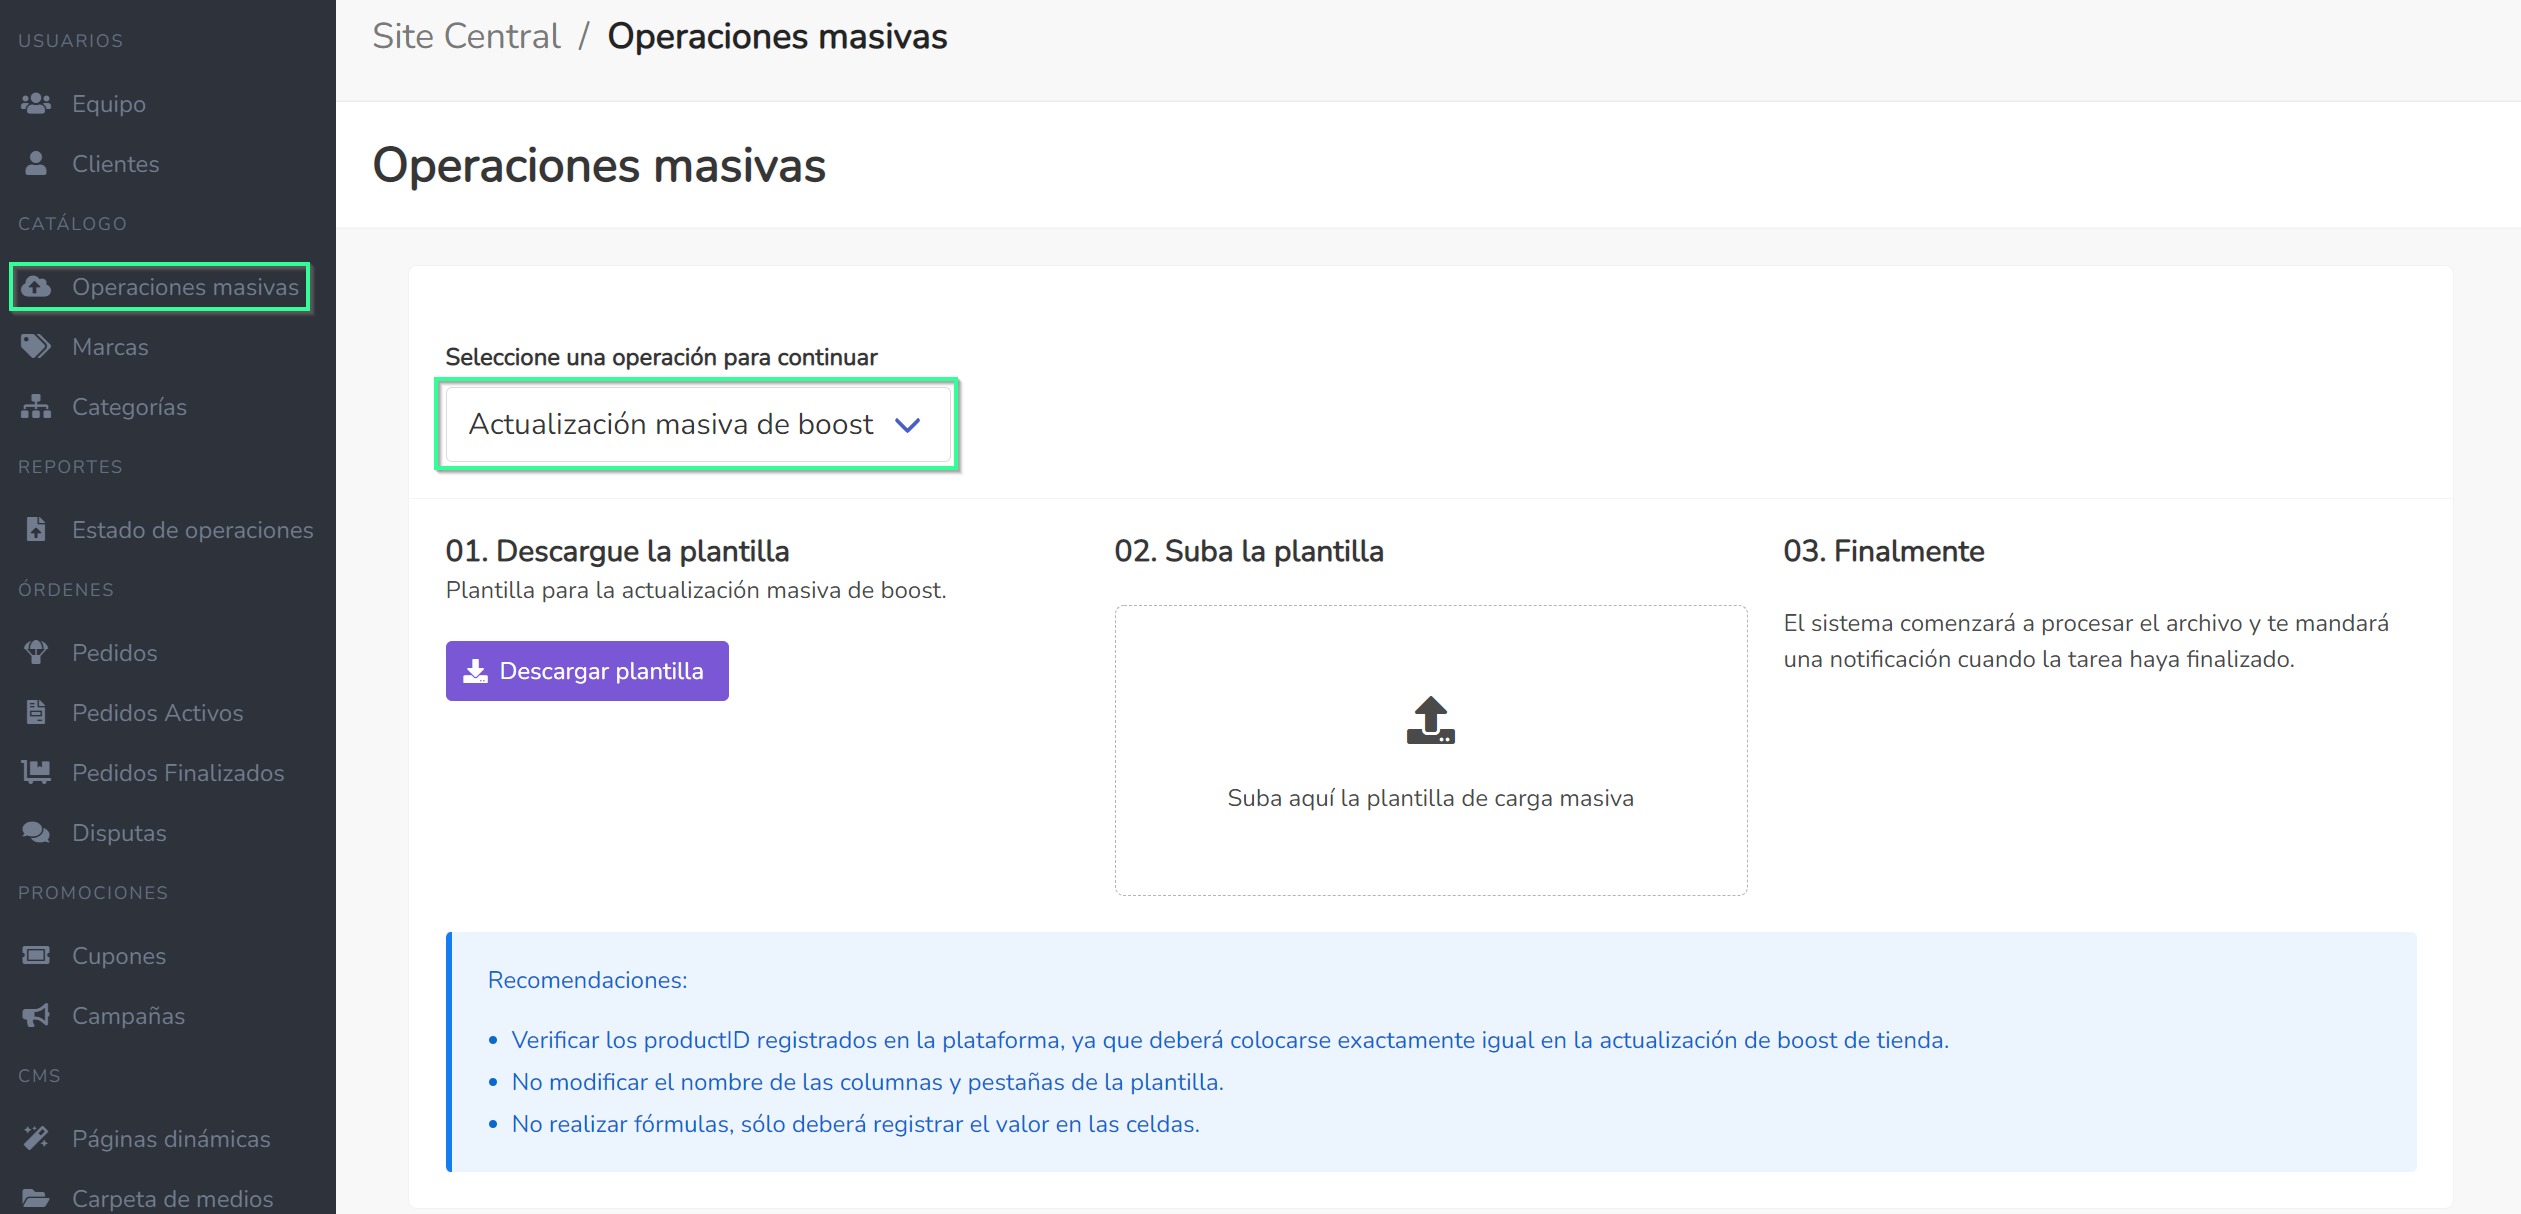 USUARIOS
Equipo
Clientes
CATÁLOGO
Operaciones masivas
Marcas
Categorías
REPORTES
Estado de operaciones
ÓRDENES
Pedidos
Pedidos Activos
Pedidos Finalizados
Disputas
PROMOCIONES
Cupones
Campañas
CMS
Páginas dinámicas
Carpeta de medios
Site Central / Operaciones masivas
Operaciones masivas
Seleccione una operación para continuar
Actualización masiva de boost
01. Descargue la plantilla
Plantilla para la actualización masiva de boost.
Descargar plantilla
02. Suba la plantilla
Suba aquí la plantilla de carga masiva
03. Finalmente
El sistema comenzará a procesar el archivo y te mandará
una notificación cuando la tarea haya finalizado.
Recomendaciones:
• Verificar los productID registrados en la plataforma, ya que deberá colocarse exactamente igual en la actualización de boost de tienda.
• No modificar el nombre de las columnas y pestañas de la plantilla.
• No realizar fórmulas, sólo deberá registrar el valor en las celdas.